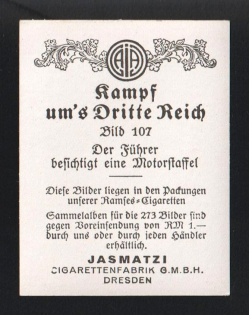 AJA
Kampf
um's Dritte Reich
Bild 107
Der Führer
besichtigt eine Motorstaffel
Diese Bilder liegen in den Packungen
unserer Ramses-Cigaretten
Sammelalben für die 273 Bilder sind
gegen Voreinsendung von RM 1.—
durch uns oder durch jeden Händler
erhältlich.
JASMATZI
CIGARETTENFABRIK G.M.B.H.
DRESDEN